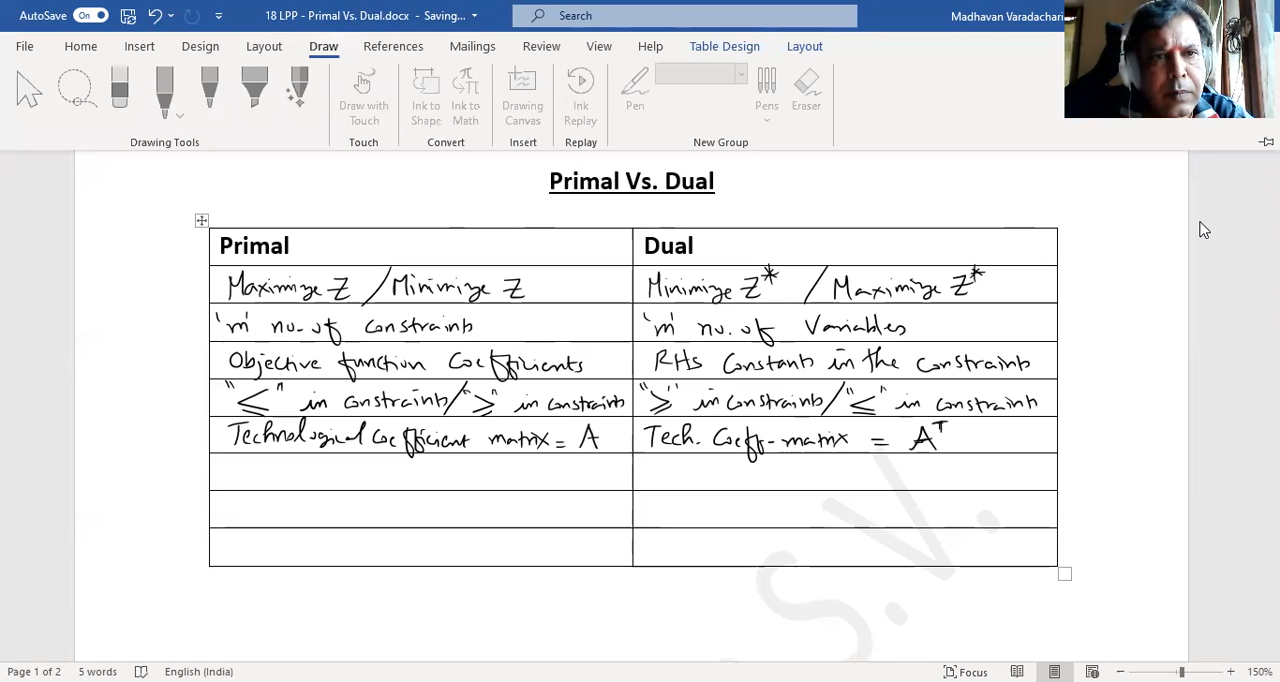 AutoSave On 18 LPP - Primal Vs. Dual.docx - Saving... Search Madhavan Varadachari
File Home Insert Design Layout Draw References Mailings Review View Help Table Design Layout
Draw with Touch Ink to Shape Ink to Math Drawing Canvas Ink Replay Pen Pens Eraser
Drawing Tools Touch Convert Insert Replay New Group
Primal Vs. Dual
Primal Dual
Maximize Z / Minimize Z Minimize Z* / Maximize Z*
'm' no. of constraints 'm' no. of Variables
Objective function Coefficients RHS Constants in the constraints
"≤" in constraints/"≥" in constraints "≥" in constraints/"≤" in constraints
Technological Coefficient matrix = A Tech. Coeff-matrix = Aᵀ
S.V.
Page 1 of 2 5 words English (India) Focus 150%